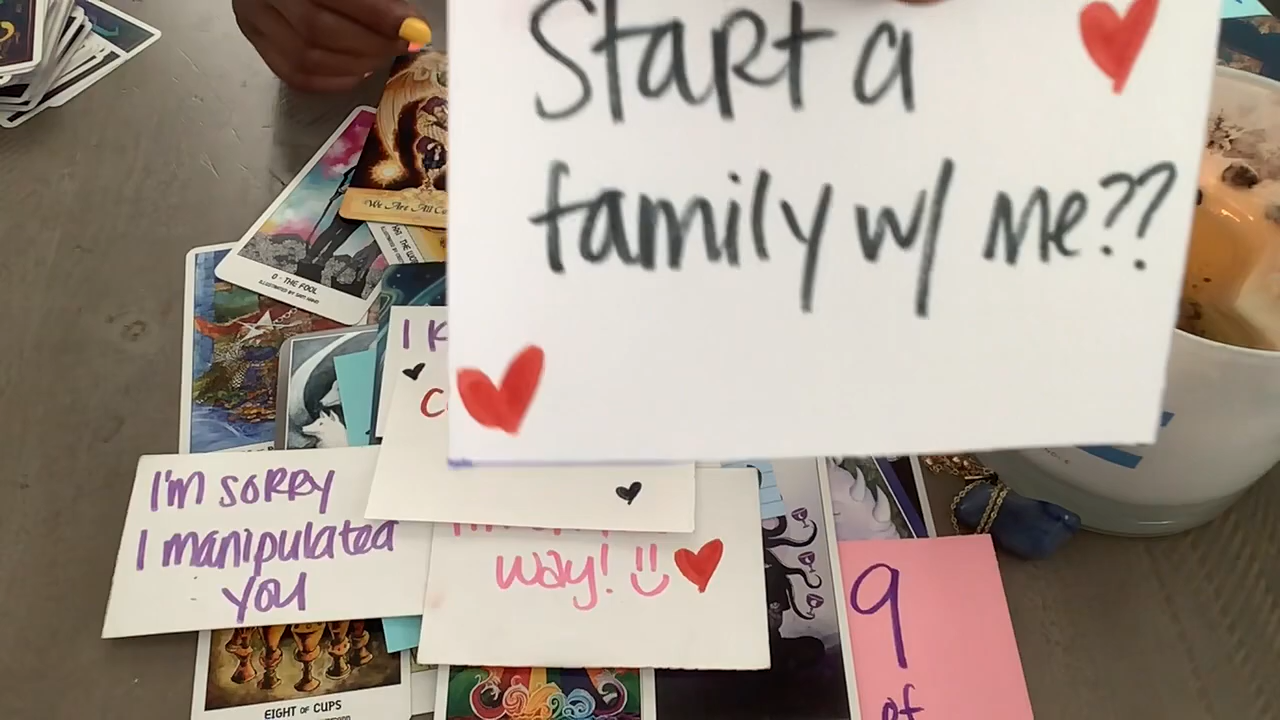 Start a
family w/ me??
We Are All
0 - THE FOOL
I'm SORRY
I manipulated
you
way!
9
of
EIGHT OF CUPS